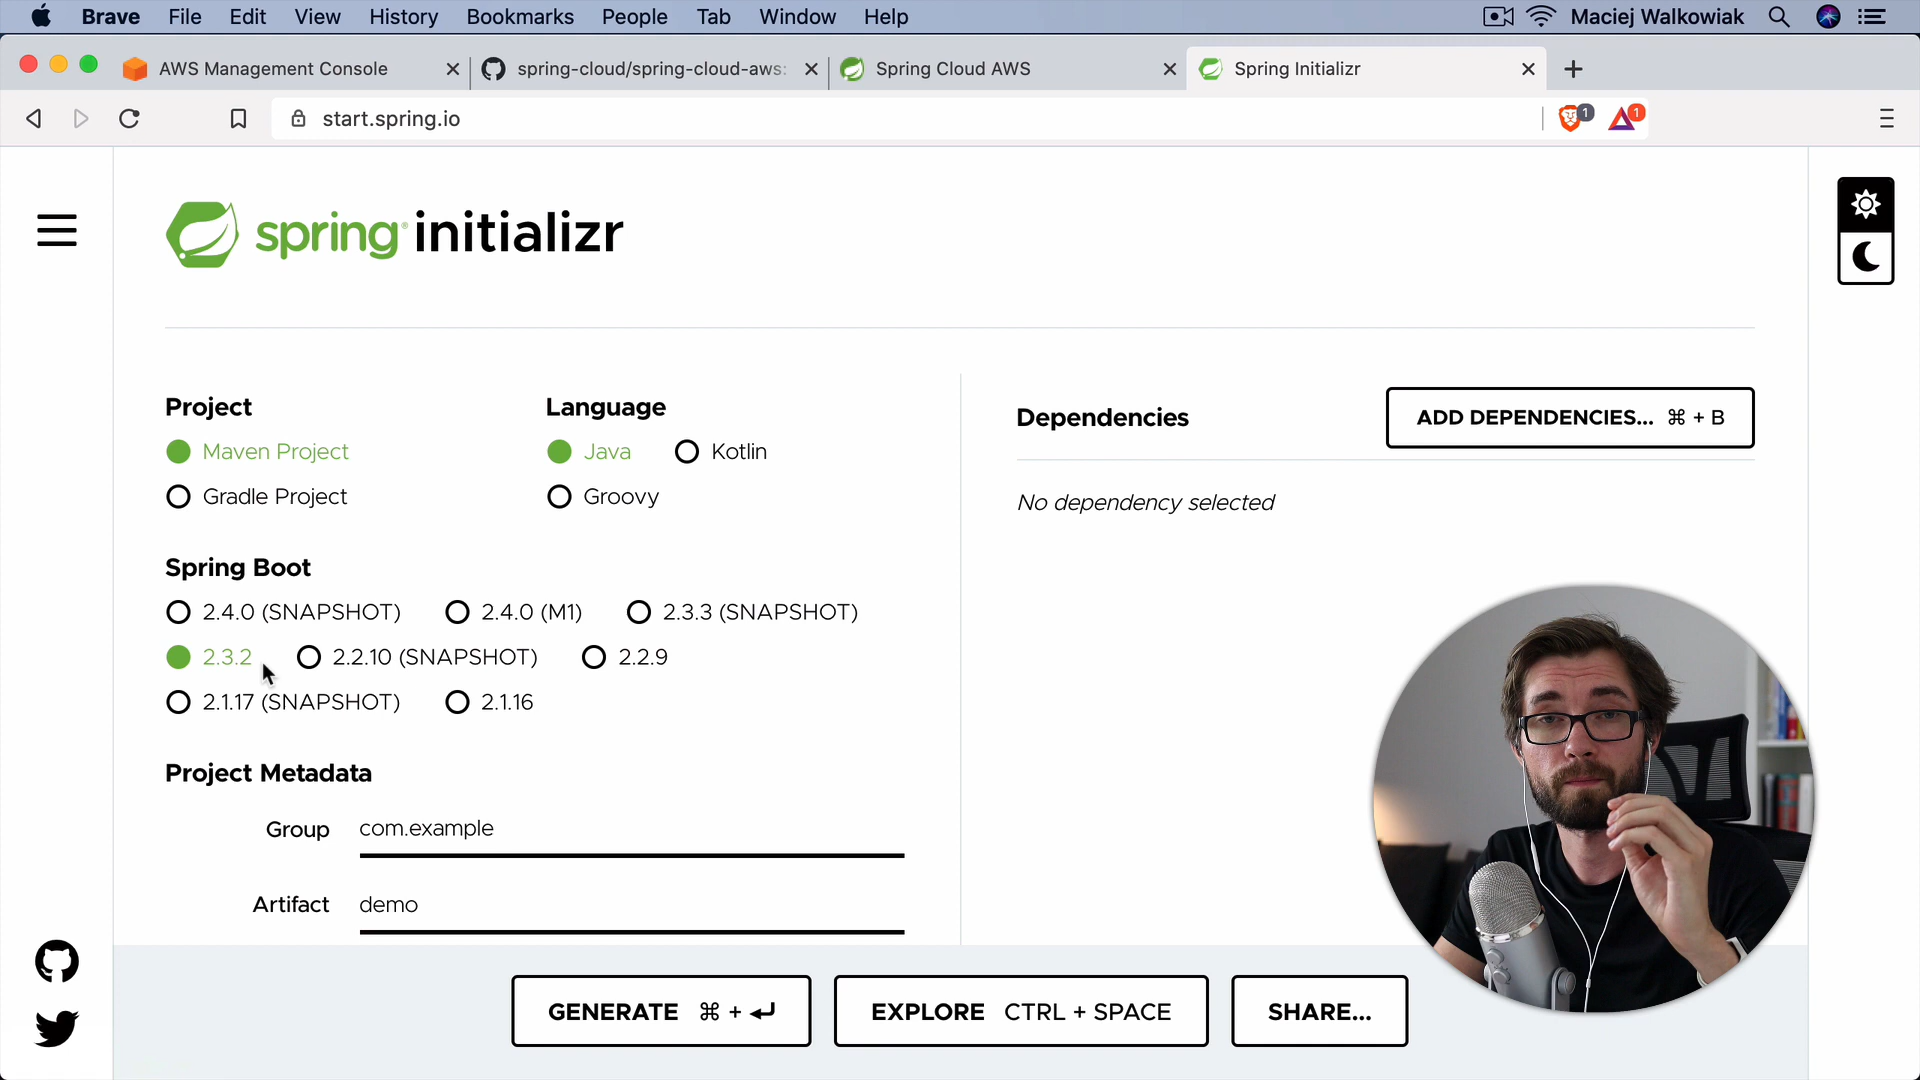 Brave File Edit View History Bookmarks People Tab Window Help Maciej Walkowiak
AWS Management Console spring-cloud/spring-cloud-aws: Spring Cloud AWS Spring Initializr
start.spring.io 1 1
spring initializr
Project
Maven Project
Gradle Project
Language
Java Kotlin
Groovy
Spring Boot
2.4.0 (SNAPSHOT) 2.4.0 (M1) 2.3.3 (SNAPSHOT)
2.3.2 2.2.10 (SNAPSHOT) 2.2.9
2.1.17 (SNAPSHOT) 2.1.16
Project Metadata
Group com.example
Artifact demo
Dependencies ADD DEPENDENCIES... ⌘ + B
No dependency selected
GENERATE ⌘ + ↵ EXPLORE CTRL + SPACE SHARE...